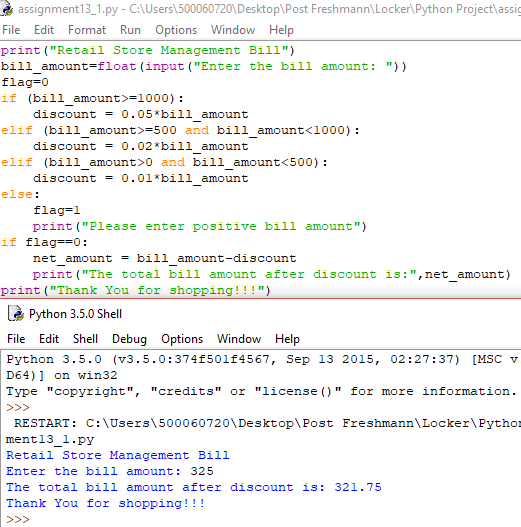 assignment13_1.py - C:\Users\500060720\Desktop\Post Freshmann\Locker\Python Project\assig
File Edit Format Run Options Window Help
print("Retail Store Management Bill")
bill_amount=float(input("Enter the bill amount: "))
flag=0
if (bill_amount>=1000):
    discount = 0.05*bill_amount
elif (bill_amount>=500 and bill_amount<1000):
    discount = 0.02*bill_amount
elif (bill_amount>0 and bill_amount<500):
    discount = 0.01*bill_amount
else:
    flag=1
    print("Please enter positive bill amount")
if flag==0:
    net_amount = bill_amount-discount
    print("The total bill amount after discount is:",net_amount)
print("Thank You for shopping!!!")
Python 3.5.0 Shell
File Edit Shell Debug Options Window Help
Python 3.5.0 (v3.5.0:374f501f4567, Sep 13 2015, 02:27:37) [MSC v
D64)] on win32
Type "copyright", "credits" or "license()" for more information.
>>>
 RESTART: C:\Users\500060720\Desktop\Post Freshmann\Locker\Python
ment13_1.py
Retail Store Management Bill
Enter the bill amount: 325
The total bill amount after discount is: 321.75
Thank You for shopping!!!
>>>